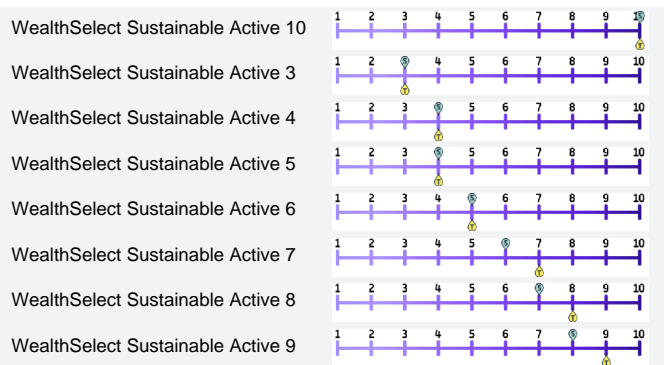 WealthSelect Sustainable Active 10 1 2 3 4 5 6 7 8 9 10 S T
WealthSelect Sustainable Active 3 1 2 3 4 5 6 7 8 9 10 S T
WealthSelect Sustainable Active 4 1 2 3 4 5 6 7 8 9 10 S T
WealthSelect Sustainable Active 5 1 2 3 4 5 6 7 8 9 10 S T
WealthSelect Sustainable Active 6 1 2 3 4 5 6 7 8 9 10 S T
WealthSelect Sustainable Active 7 1 2 3 4 5 6 7 8 9 10 S T
WealthSelect Sustainable Active 8 1 2 3 4 5 6 7 8 9 10 S T
WealthSelect Sustainable Active 9 1 2 3 4 5 6 7 8 9 10 S T